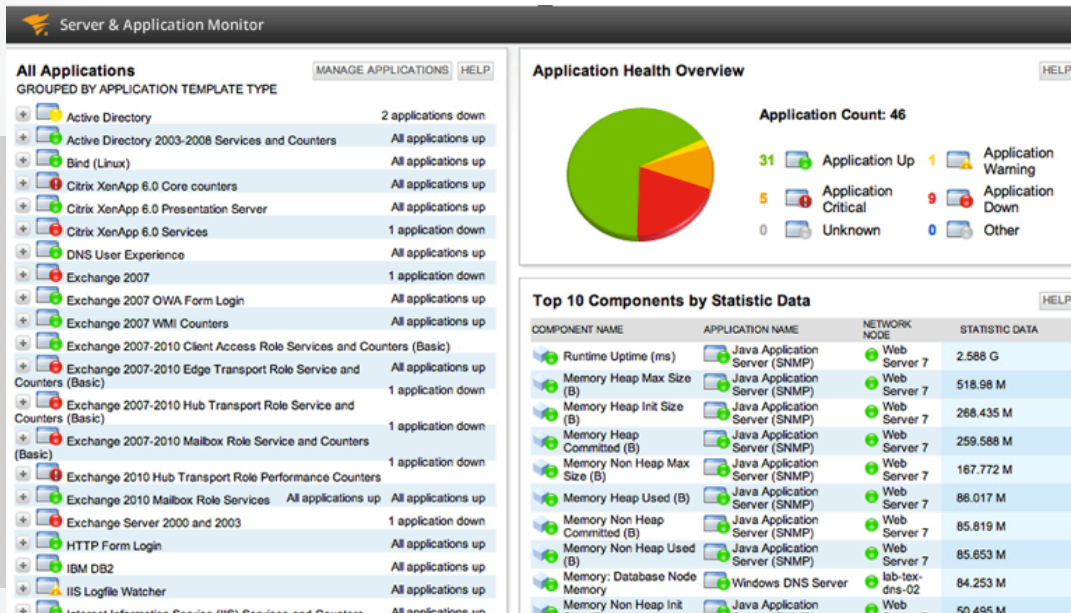 Server & Application Monitor
All Applications
MANAGE APPLICATIONS HELP
GROUPED BY APPLICATION TEMPLATE TYPE
Active Directory 2 applications down
Active Directory 2003-2008 Services and Counters All applications up
Bind (Linux) All applications up
Citrix XenApp 6.0 Core counters All applications up
Citrix XenApp 6.0 Presentation Server All applications up
Citrix XenApp 6.0 Services 1 application down
DNS User Experience All applications up
Exchange 2007 1 application down
Exchange 2007 OWA Form Login All applications up
Exchange 2007 WMI Counters All applications up
Exchange 2007-2010 Client Access Role Services and Counters (Basic)
Exchange 2007-2010 Edge Transport Role Service and All applications up
Counters (Basic)
1 application down
Exchange 2007-2010 Hub Transport Role Service and
Counters (Basic)
1 application down
Exchange 2007-2010 Mailbox Role Service and Counters
(Basic)
1 application down
Exchange 2010 Hub Transport Role Performance Counters
Exchange 2010 Mailbox Role Services All applications up All applications up
Exchange Server 2000 and 2003 1 application down
HTTP Form Login All applications up
IBM DB2 All applications up
IIS Logfile Watcher All applications up
Internet Information Service (IIS) Services and Counters All applications up
Application Health Overview
HELP
Application Count: 46
31 Application Up
1 Application
Warning
5 Application
Critical
9 Application
Down
0 Unknown
0 Other
Top 10 Components by Statistic Data
HELP
COMPONENT NAME APPLICATION NAME NETWORK
NODE STATISTIC DATA
Runtime Uptime (ms) Java Application
Server (SNMP) Web
Server 7 2.588 G
Memory Heap Max Size
(B) Java Application
Server (SNMP) Web
Server 7 518.98 M
Memory Heap Init Size
(B) Java Application
Server (SNMP) Web
Server 7 268.435 M
Memory Heap
Committed (B) Java Application
Server (SNMP) Web
Server 7 259.588 M
Memory Non Heap Max
Size (B) Java Application
Server (SNMP) Web
Server 7 167.772 M
Memory Heap Used (B) Java Application
Server (SNMP) Web
Server 7 86.017 M
Memory Non Heap
Committed (B) Java Application
Server (SNMP) Web
Server 7 85.819 M
Memory Non Heap Used
(B) Java Application
Server (SNMP) Web
Server 7 85.653 M
Memory: Database Node
Memory Windows DNS Server lab-tex-
dns-02 84.253 M
Memory Non Heap Init Java Application
Web
50.495 M